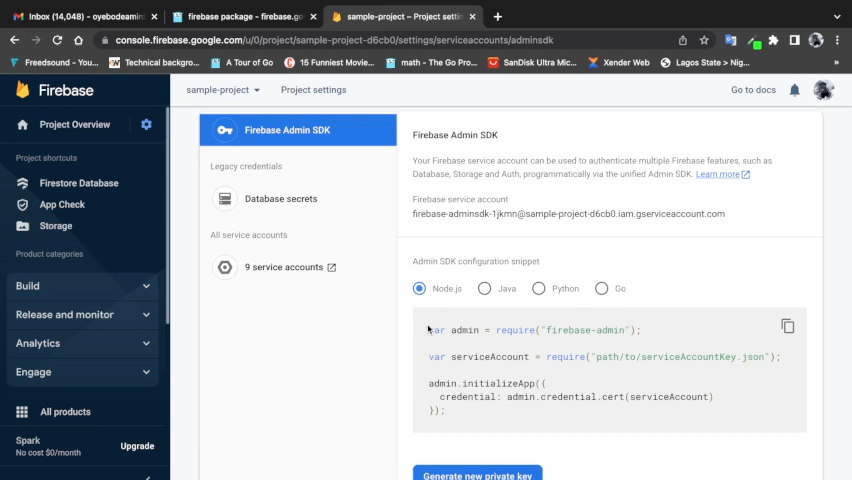 Inbox (14,048) – oyebodeamiro
firebase package - firebase.go
sample-project – Project settin
console.firebase.google.com/u/0/project/sample-project-d6cb0/settings/serviceaccounts/adminsdk
Freedsound - You...
Technical backgro...
A Tour of Go
15 Funniest Movie...
math - The Go Pro...
SanDisk Ultra Mic...
Xender Web
Lagos State > Nig...
Firebase
sample-project
Project settings
Go to docs
Project Overview
Project shortcuts
Firestore Database
App Check
Storage
Product categories
Build
Release and monitor
Analytics
Engage
All products
Spark
No cost $0/month
Upgrade
Firebase Admin SDK
Legacy credentials
Database secrets
All service accounts
9 service accounts
Firebase Admin SDK
Your Firebase service account can be used to authenticate multiple Firebase features, such as
Database, Storage and Auth, programmatically via the unified Admin SDK. Learn more
Firebase service account
firebase-adminsdk-1jkmn@sample-project-d6cb0.iam.gserviceaccount.com
Admin SDK configuration snippet
Node.js
Java
Python
Go
var admin = require("firebase-admin");
var serviceAccount = require("path/to/serviceAccountKey.json");
admin.initializeApp({
credential: admin.credential.cert(serviceAccount)
});
Generate new private key